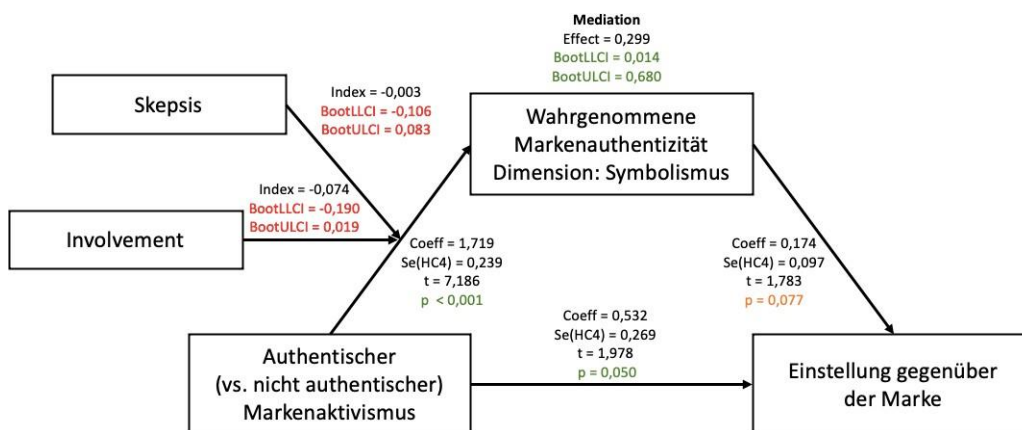 Mediation
Effect = 0,299
BootLLCI = 0,014
BootULCI = 0,680
Skepsis
Index = -0,003
BootLLCI = -0,106
BootULCI = 0,083
Wahrgenommene
Markenauthentizität
Dimension: Symbolismus
Involvement
Index = -0,074
BootLLCI = -0,190
BootULCI = 0,019
Coeff = 1,719
Se(HC4) = 0,239
t = 7,186
p < 0,001
Coeff = 0,174
Se(HC4) = 0,097
t = 1,783
p = 0,077
Coeff = 0,532
Se(HC4) = 0,269
t = 1,978
p = 0,050
Authentischer
(vs. nicht authentischer)
Markenaktivismus
Einstellung gegenüber
der Marke